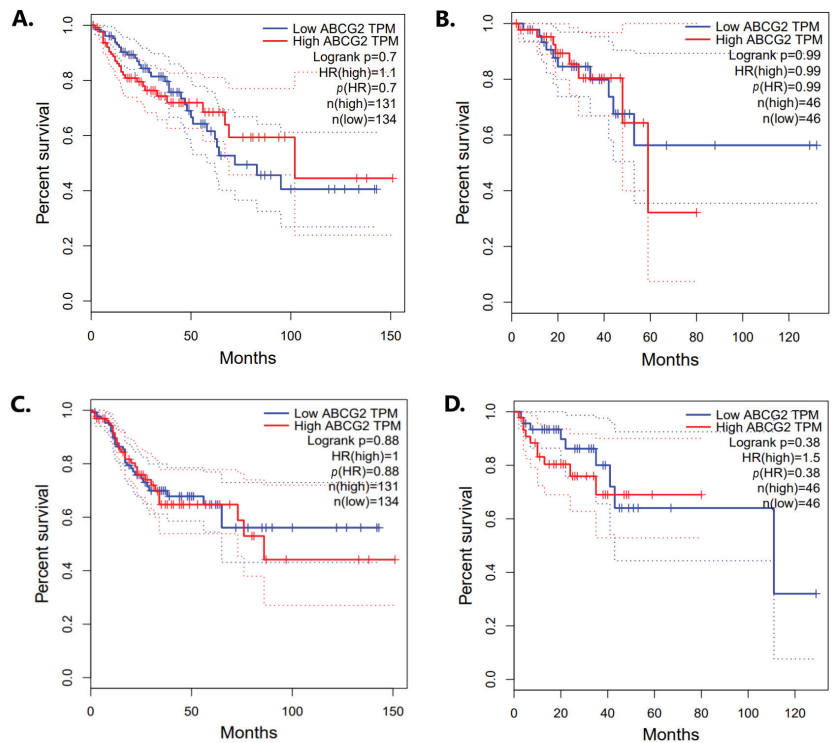 A.
Low ABCG2 TPM
High ABCG2 TPM
Logrank p=0.7
HR(high)=1.1
p(HR)=0.7
n(high)=131
n(low)=134
Percent survival
0.0
0.2
0.4
0.6
0.8
1.0
0
50
100
150
Months
B.
Low ABCG2 TPM
High ABCG2 TPM
Logrank p=0.99
HR(high)=0.99
p(HR)=0.99
n(high)=46
n(low)=46
Percent survival
0.0
0.2
0.4
0.6
0.8
1.0
0
20
40
60
80
100
120
Months
C.
Low ABCG2 TPM
High ABCG2 TPM
Logrank p=0.88
HR(high)=1
p(HR)=0.88
n(high)=131
n(low)=134
Percent survival
0.0
0.2
0.4
0.6
0.8
1.0
0
50
100
150
Months
D.
Low ABCG2 TPM
High ABCG2 TPM
Logrank p=0.38
HR(high)=1.5
p(HR)=0.38
n(high)=46
n(low)=46
Percent survival
0.0
0.2
0.4
0.6
0.8
1.0
0
20
40
60
80
100
120
Months